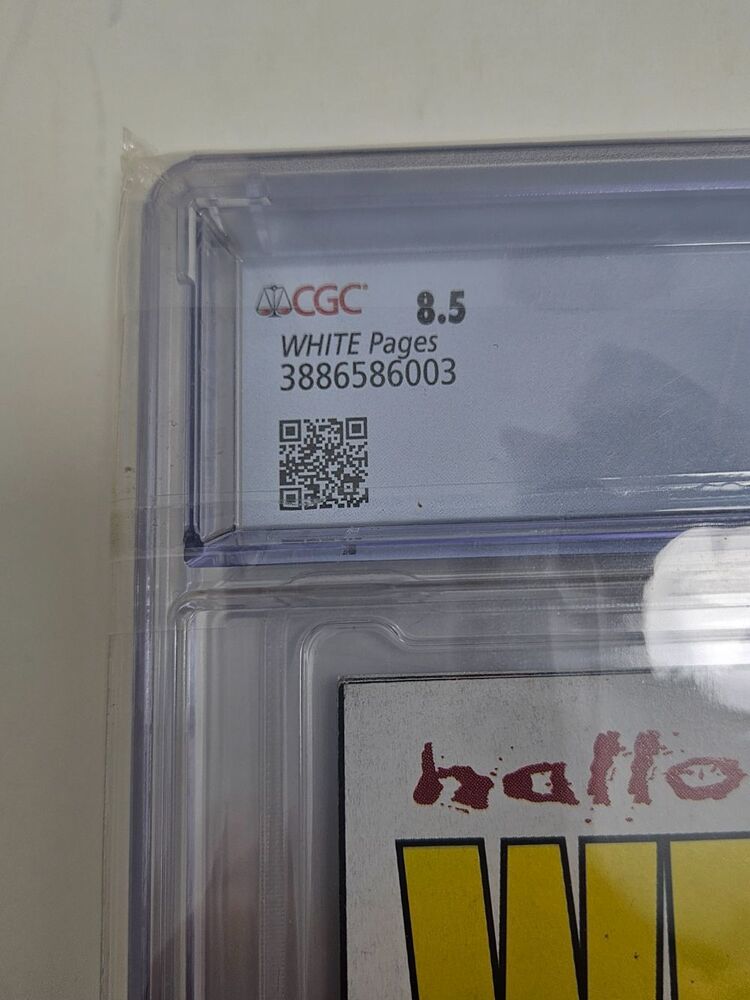 CGC 8.5
WHITE Pages
3886586003
hallo
W